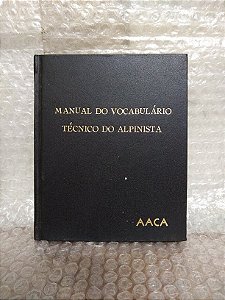 MANUAL DO VOCABULÁRIO
TÉCNICO DO ALPINISTA
AACA